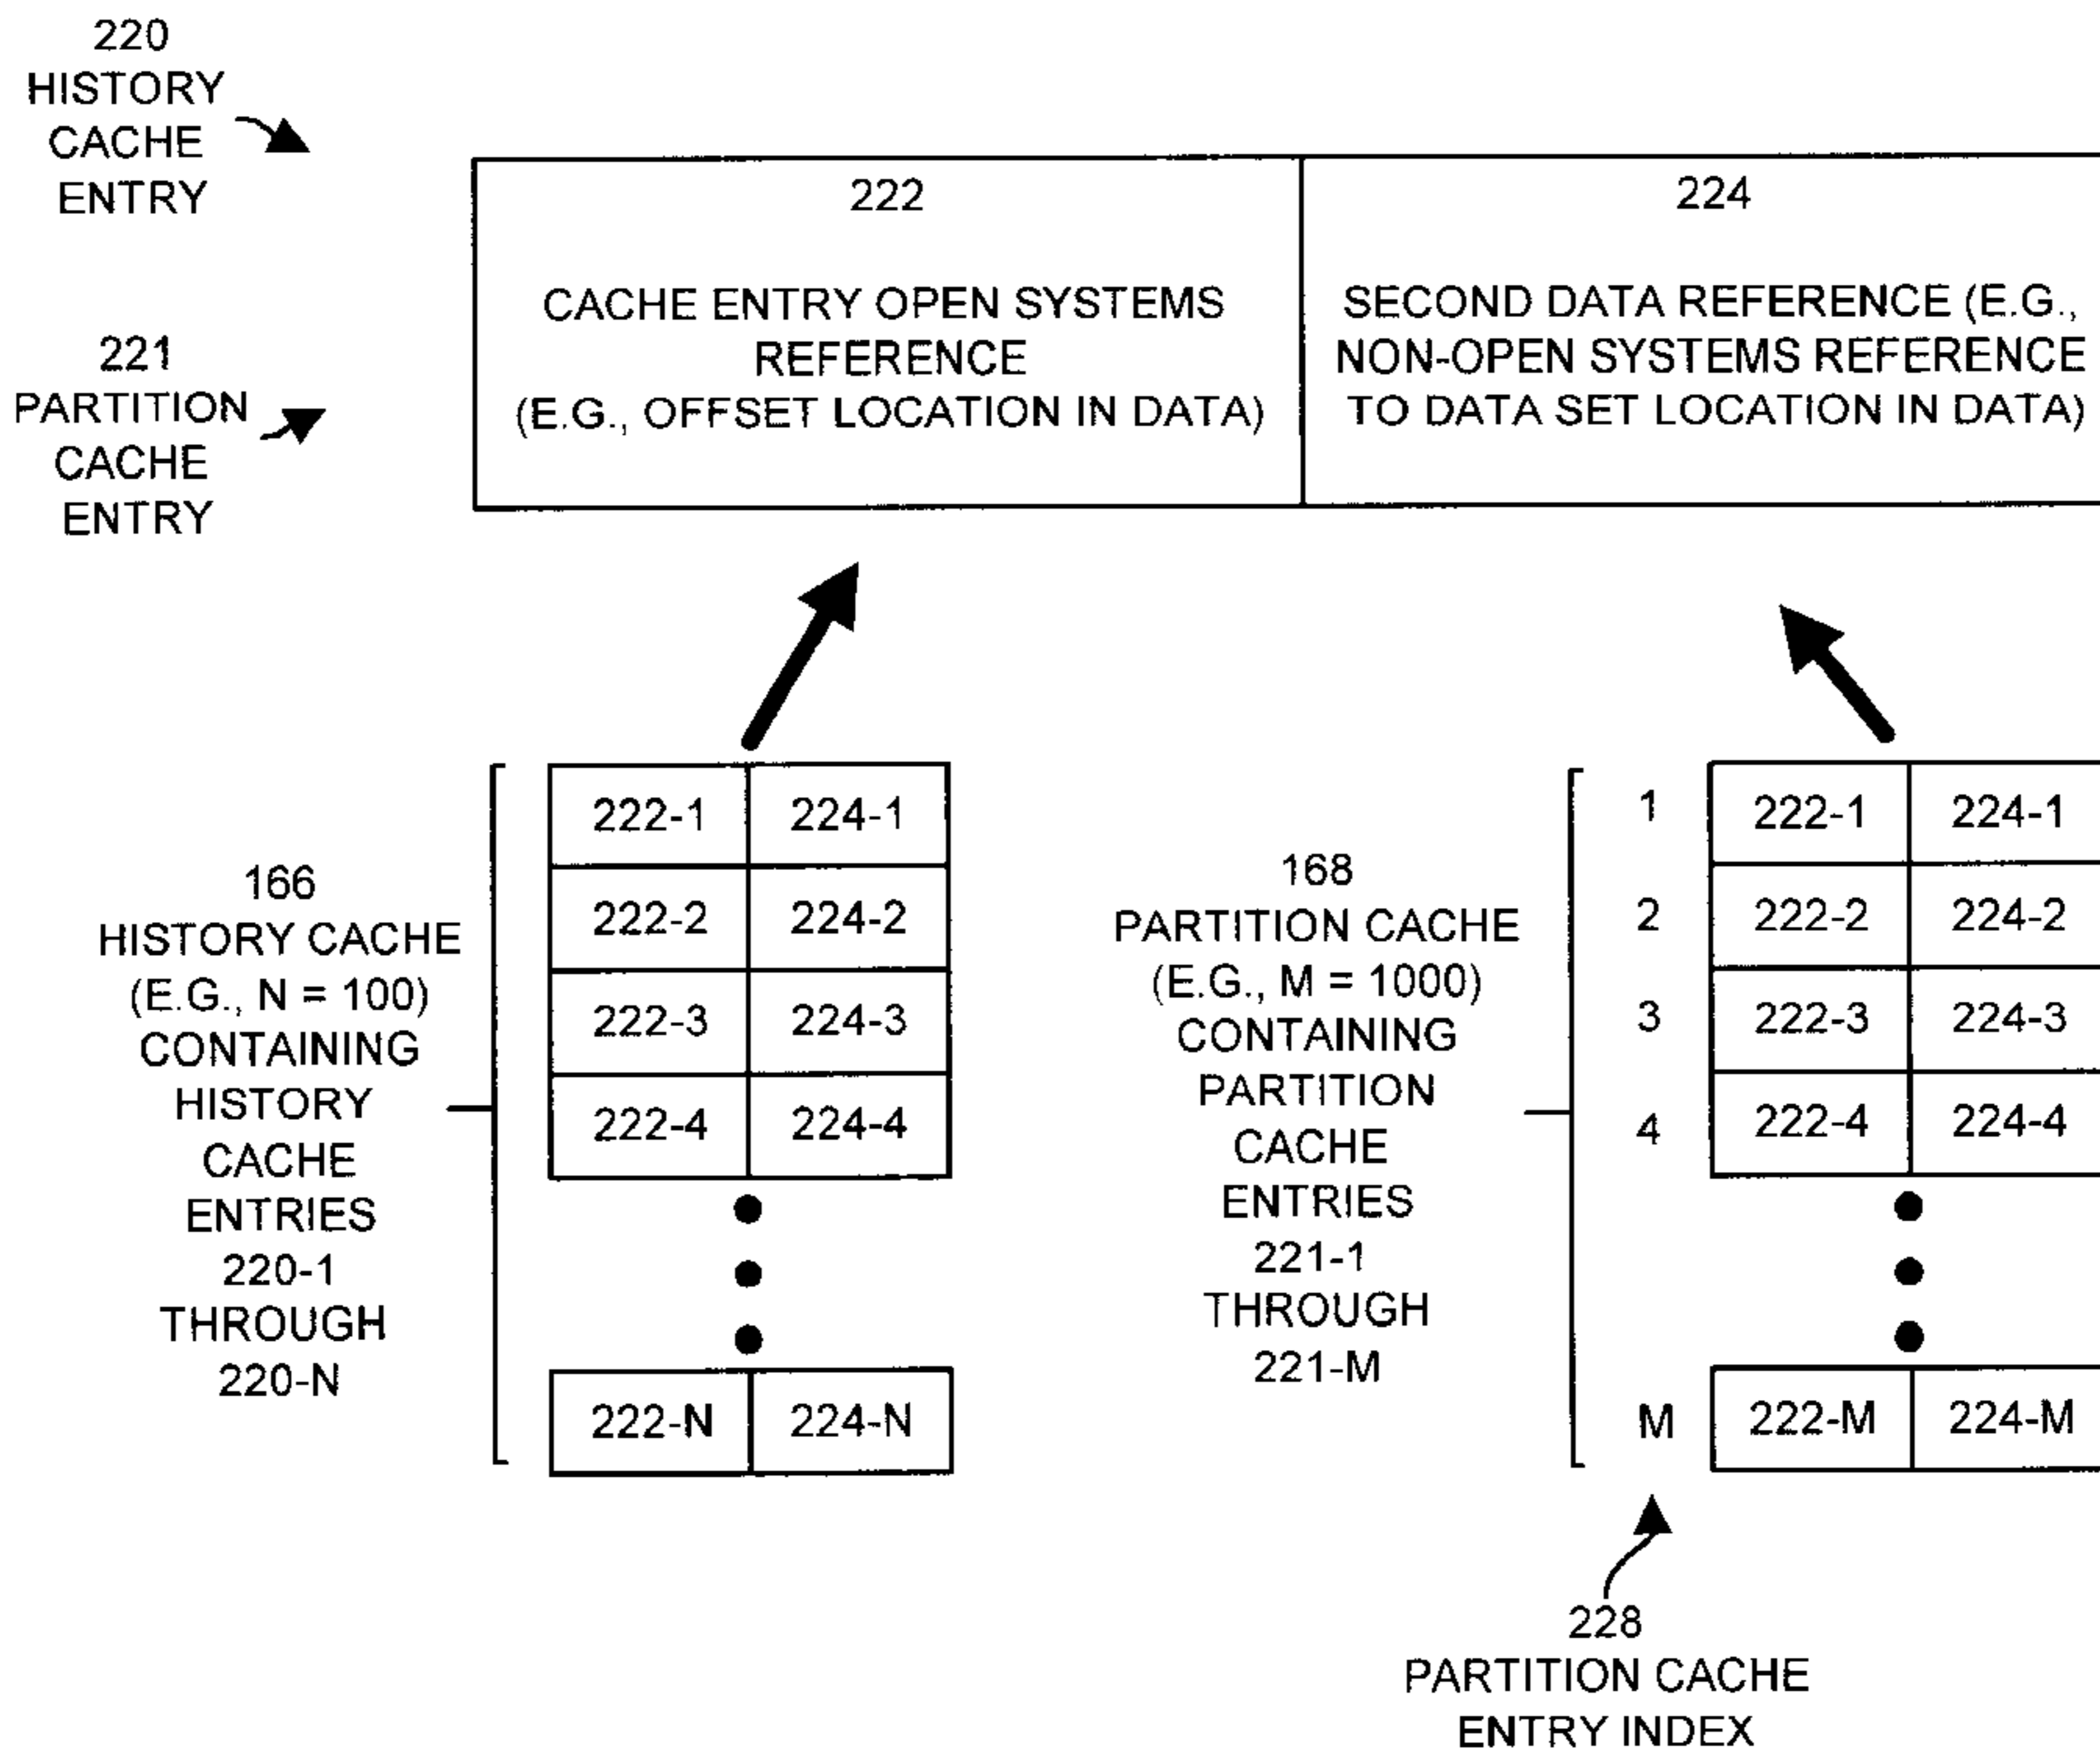 220
HISTORY
CACHE
ENTRY
221
PARTITION
CACHE
ENTRY
222
CACHE ENTRY OPEN SYSTEMS
REFERENCE
(E.G., OFFSET LOCATION IN DATA)
224
SECOND DATA REFERENCE (E.G.,
NON-OPEN SYSTEMS REFERENCE
TO DATA SET LOCATION IN DATA)
166
HISTORY CACHE
(E.G., N = 100)
CONTAINING
HISTORY
CACHE
ENTRIES
220-1
THROUGH
220-N
222-1 224-1
222-2 224-2
222-3 224-3
222-4 224-4
222-N 224-N
168
PARTITION CACHE
(E.G., M = 1000)
CONTAINING
PARTITION
CACHE
ENTRIES
221-1
THROUGH
221-M
1 222-1 224-1
2 222-2 224-2
3 222-3 224-3
4 222-4 224-4
M 222-M 224-M
228
PARTITION CACHE
ENTRY INDEX